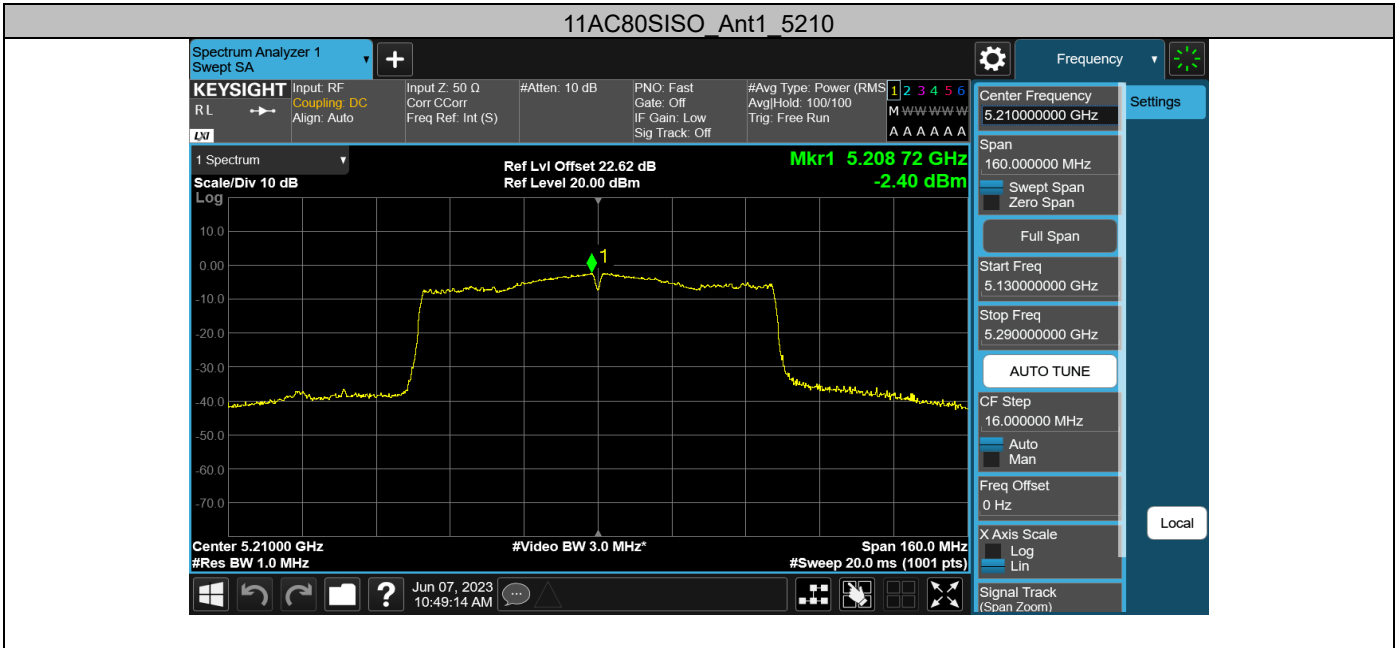 11AC80SISO_Ant1_5210
Spectrum Analyzer 1
Swept SA
+
Frequency
KEYSIGHT
RL
LXI
Input: RF
Coupling: DC
Align: Auto
Input Z: 50 Ω
Corr CCorr
Freq Ref: Int (S)
#Atten: 10 dB
PNO: Fast
Gate: Off
IF Gain: Low
Sig Track: Off
#Avg Type: Power (RMS
Avg|Hold: 100/100
Trig: Free Run
1 2 3 4 5 6
M W W W W W
A A A A A A
1 Spectrum
Scale/Div 10 dB
Ref Lvl Offset 22.62 dB
Ref Level 20.00 dBm
Mkr1 5.208 72 GHz
-2.40 dBm
Log
10.0
0.00
-10.0
-20.0
-30.0
-40.0
-50.0
-60.0
-70.0
1
Center 5.21000 GHz
#Video BW 3.0 MHz*
Span 160.0 MHz
#Res BW 1.0 MHz
#Sweep 20.0 ms (1001 pts)
?
Jun 07, 2023
10:49:14 AM
Center Frequency
5.210000000 GHz
Settings
Span
160.000000 MHz
Swept Span
Zero Span
Full Span
Start Freq
5.130000000 GHz
Stop Freq
5.290000000 GHz
AUTO TUNE
CF Step
16.000000 MHz
Auto
Man
Freq Offset
0 Hz
X Axis Scale
Log
Lin
Local
Signal Track
(Span Zoom)